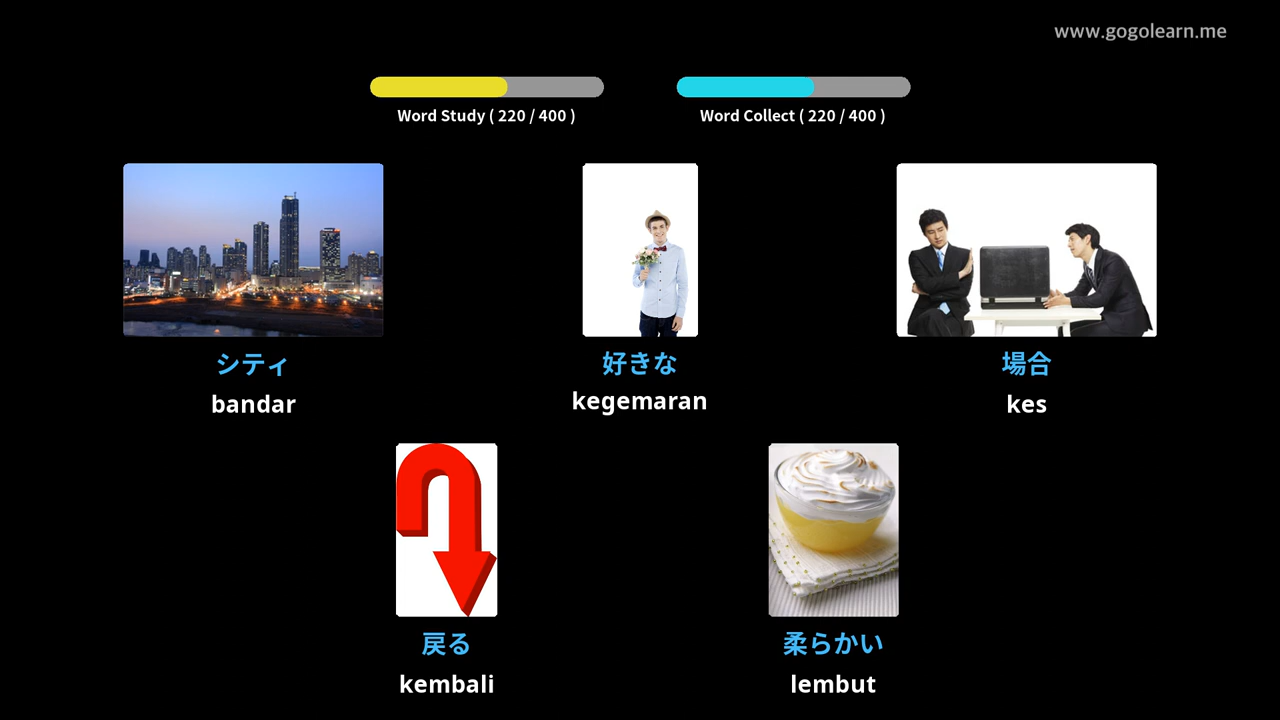 www.gogolearn.me
Word Study ( 220 / 400 )
Word Collect ( 220 / 400 )
シティ
bandar
好きな
kegemaran
場合
kes
戻る
kembali
柔らかい
lembut